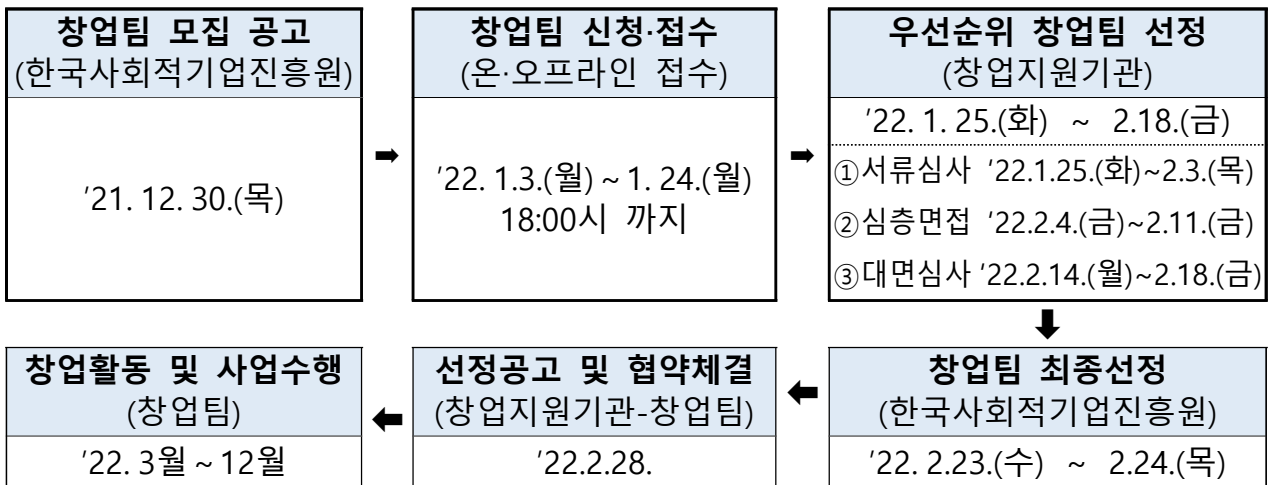 창업팀 모집 공고
(한국사회적기업진흥원)
'21. 12. 30.(목)
➡
창업팀 신청·접수
(온·오프라인 접수)
'22. 1.3.(월) ~ 1. 24.(월)
18:00시 까지
➡
우선순위 창업팀 선정
(창업지원기관)
'22. 1. 25.(화) ~ 2.18.(금)
①서류심사 '22.1.25.(화)~2.3.(목)
②심층면접 '22.2.4.(금)~2.11.(금)
③대면심사 '22.2.14.(월)~2.18.(금)
⬇
창업팀 최종선정
(한국사회적기업진흥원)
'22. 2.23.(수) ~ 2.24.(목)
⬅
선정공고 및 협약체결
(창업지원기관-창업팀)
'22.2.28.
⬅
창업활동 및 사업수행
(창업팀)
'22. 3월 ~ 12월